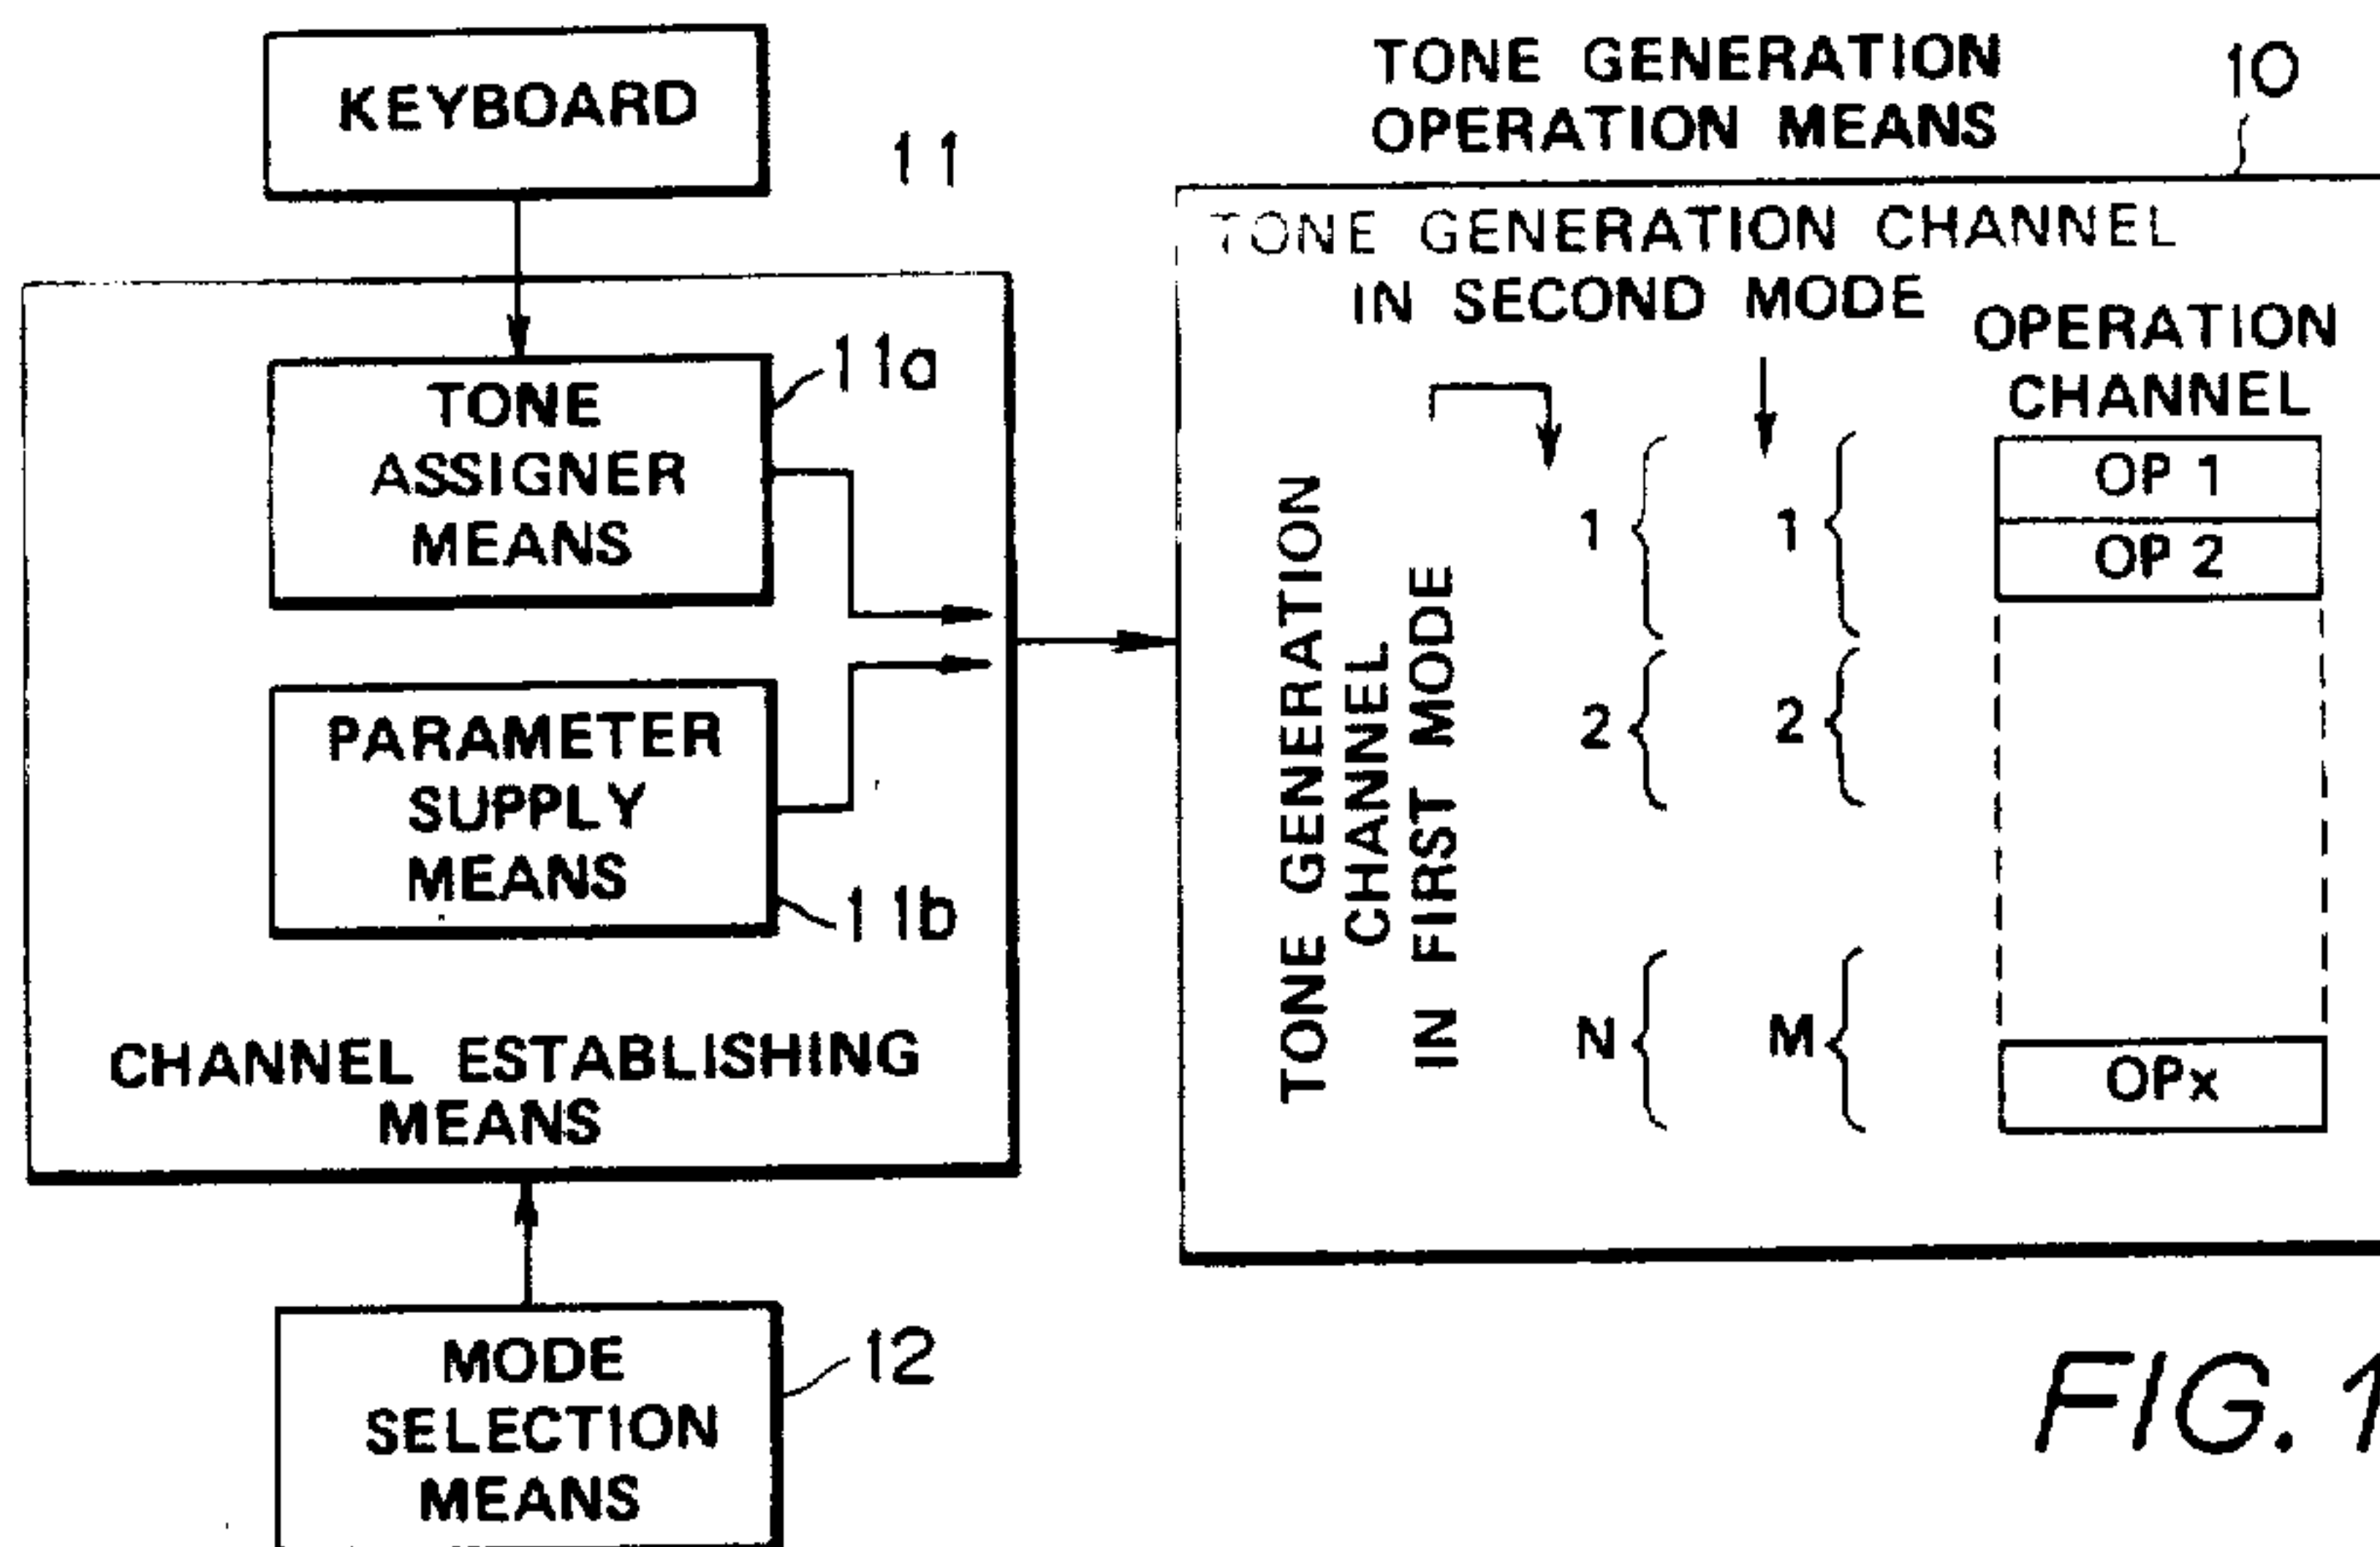 KEYBOARD
11
TONE
ASSIGNER
MEANS
11a
PARAMETER
SUPPLY
MEANS
11b
CHANNEL ESTABLISHING
MEANS
MODE
SELECTION
MEANS
12
TONE GENERATION
OPERATION MEANS
10
TONE GENERATION CHANNEL
IN SECOND MODE
TONE GENERATION
CHANNEL
IN FIRST MODE
1
2
N
1
2
M
OPERATION
CHANNEL
OP 1
OP 2
OPx
FIG. 1